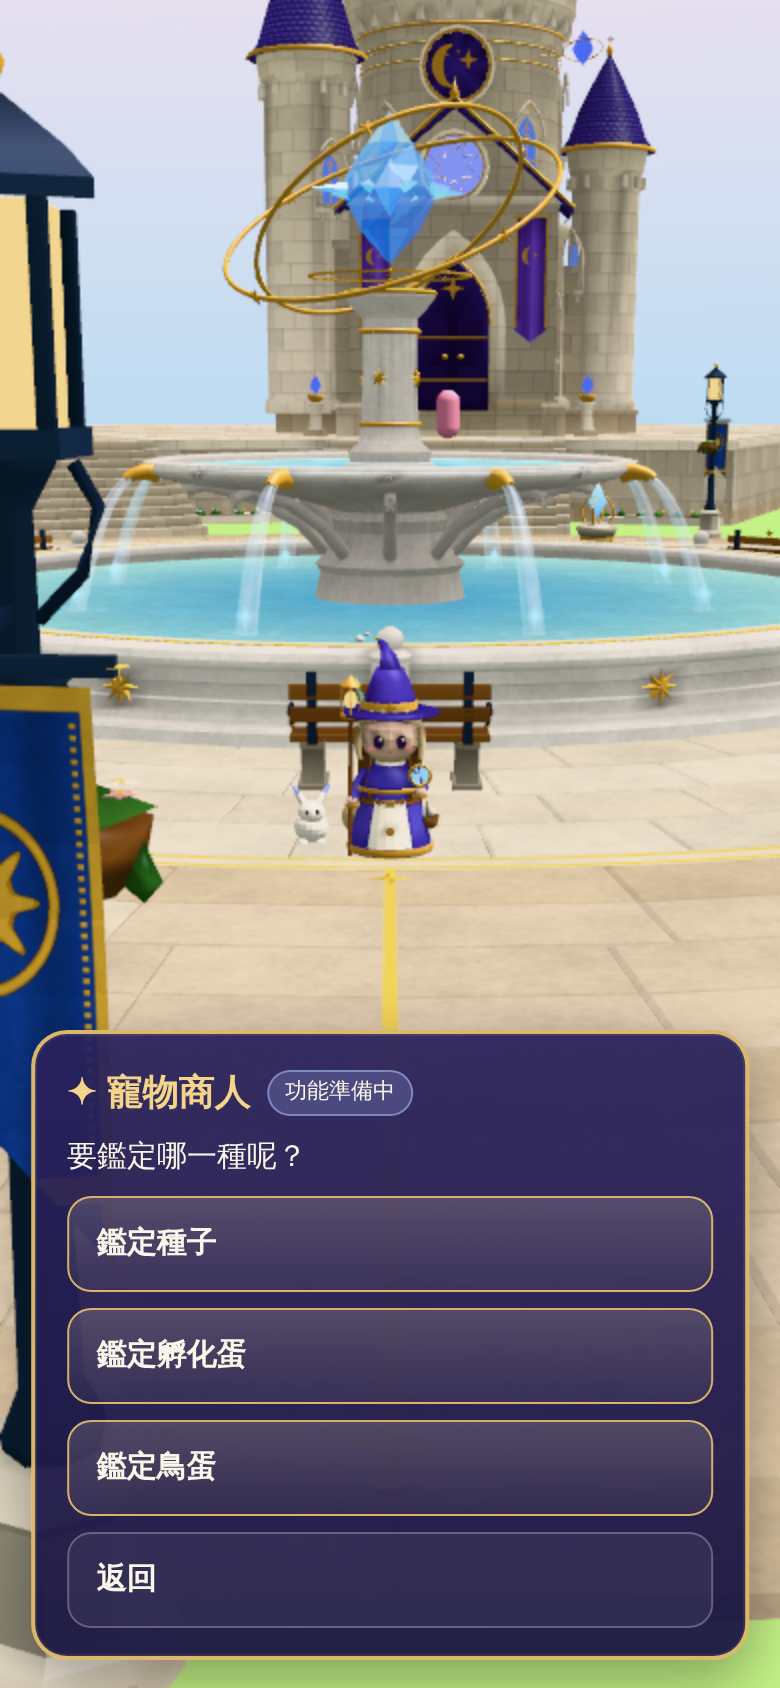 ✦ 寵物商人 功能準備中
要鑑定哪一種呢？
鑑定種子
鑑定孵化蛋
鑑定鳥蛋
返回